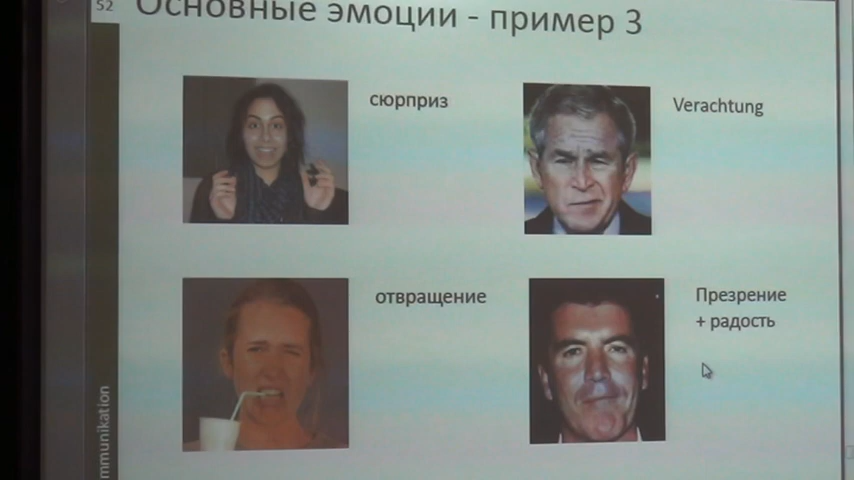 52
Основные эмоции - пример 3
сюрприз
Verachtung
отвращение
Презрение
+ радость
mmunikation